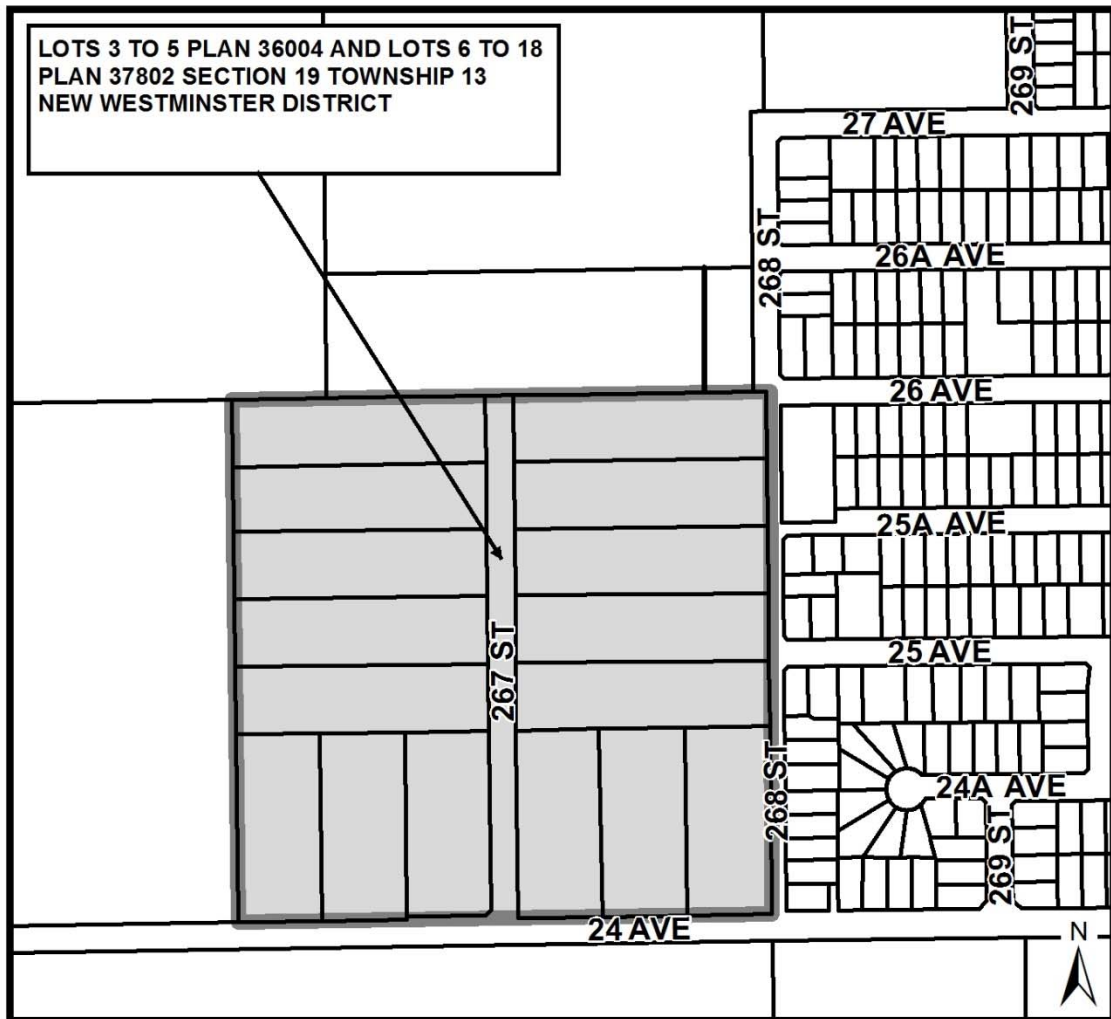 LOTS 3 TO 5 PLAN 36004 AND LOTS 6 TO 18
PLAN 37802 SECTION 19 TOWNSHIP 13
NEW WESTMINSTER DISTRICT
269 ST
27 AVE
268 ST
26A AVE
26 AVE
25A AVE
267 ST
25 AVE
268 ST
24A AVE
269 ST
24 AVE
N